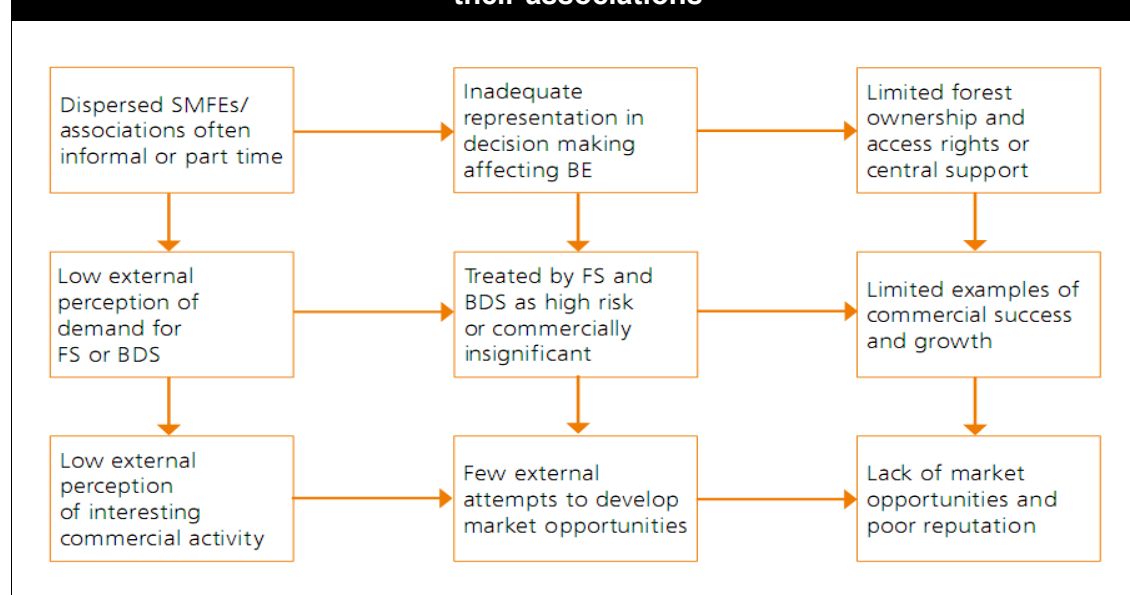 their associations
Dispersed SMFEs/
associations often
informal or part time
Inadequate
representation in
decision making
affecting BE
Limited forest
ownership and
access rights or
central support
Low external
perception of
demand for
FS or BDS
Treated by FS and
BDS as high risk
or commercially
insignificant
Limited examples of
commercial success
and growth
Low external
perception
of interesting
commercial activity
Few external
attempts to develop
market opportunities
Lack of market
opportunities and
poor reputation